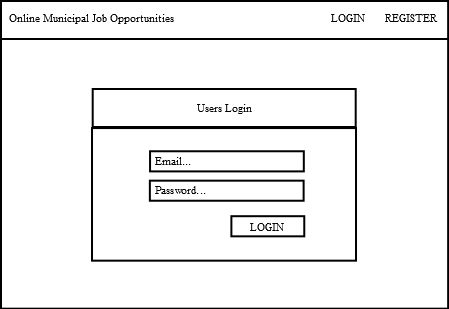 Online Municipal Job Opportunities LOGIN REGISTER
Users Login
Email...
Password...
LOGIN